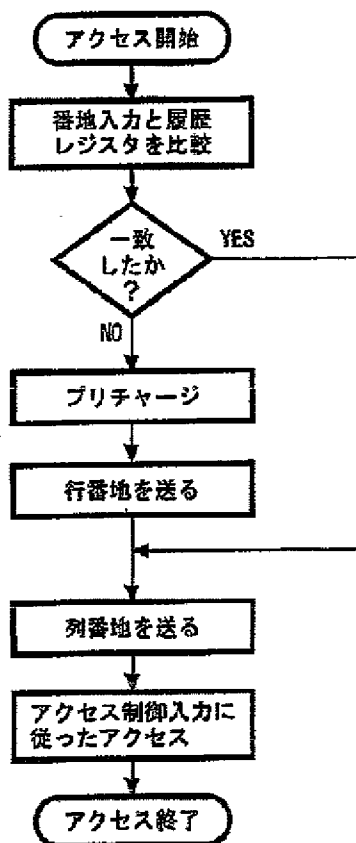 アクセス開始
番地入力と履歴
レジスタを比較
一致
したか
?
YES
NO
プリチャージ
行番地を送る
列番地を送る
アクセス制御入力に
従ったアクセス
アクセス終了